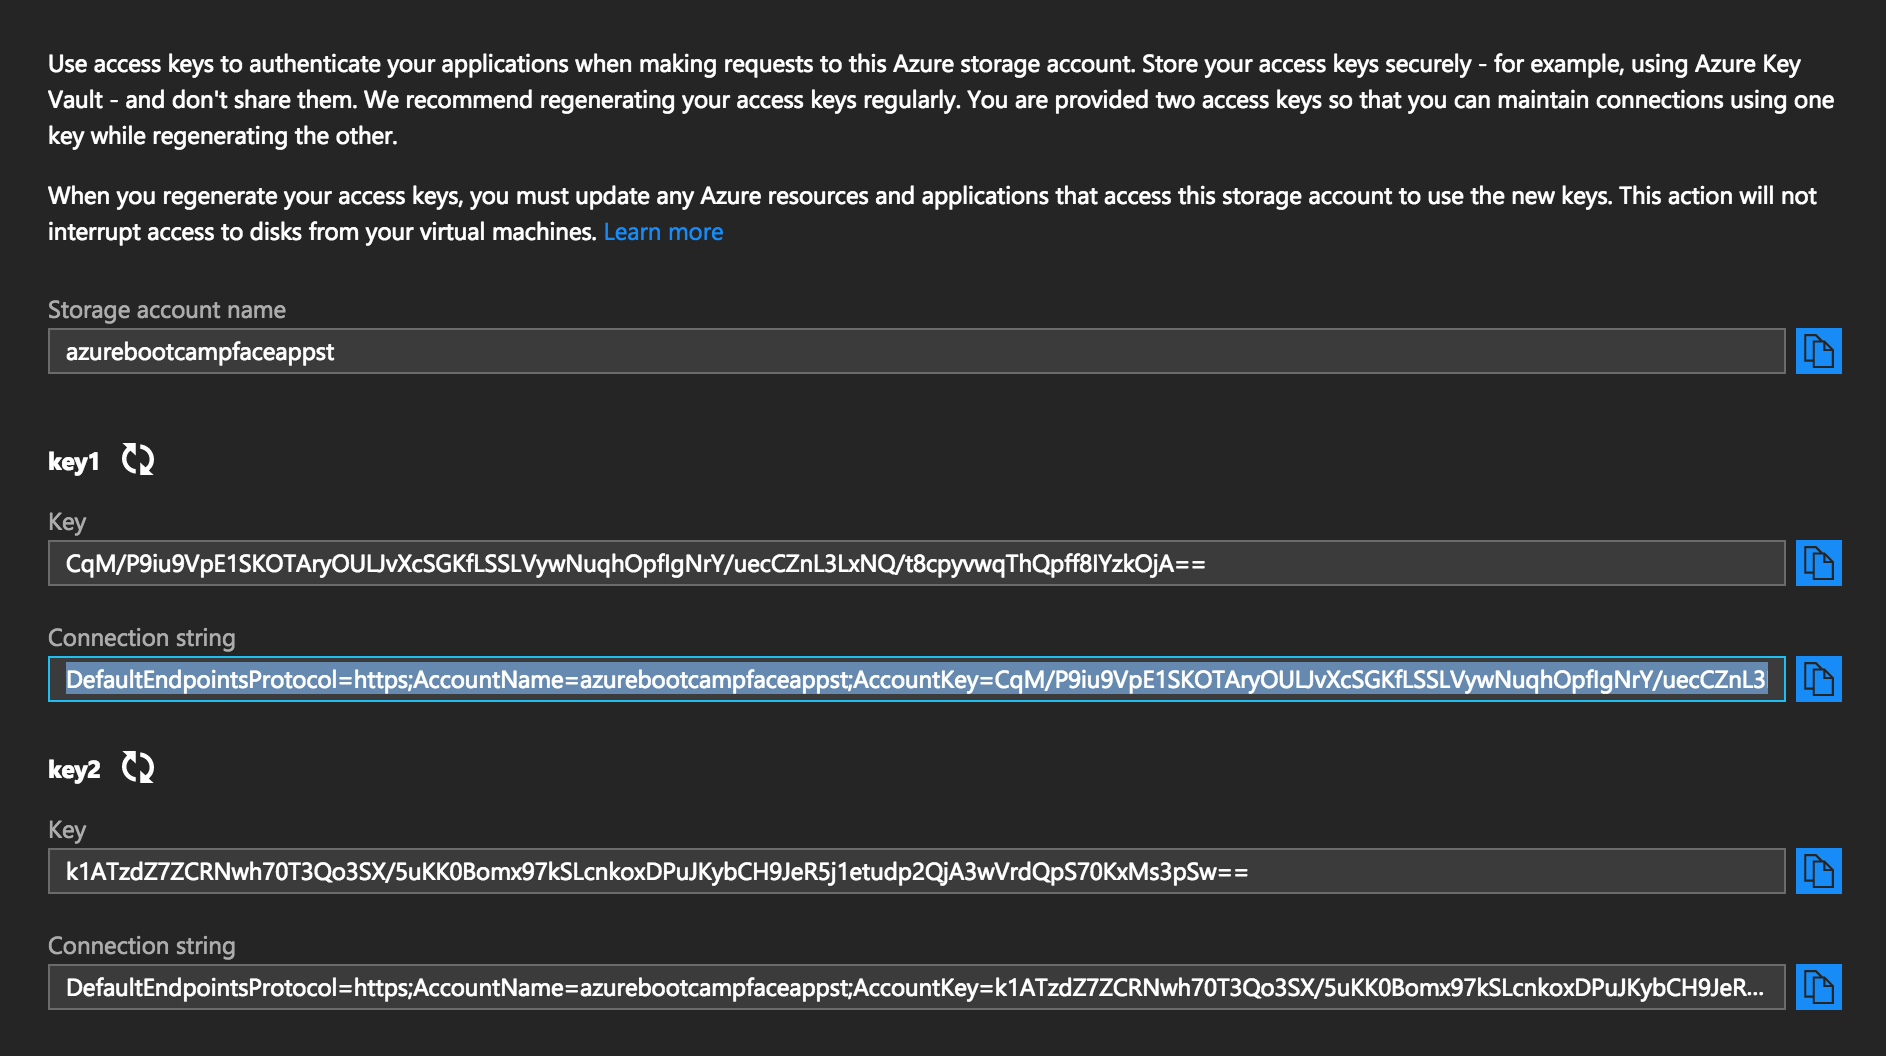 Use access keys to authenticate your applications when making requests to this Azure storage account. Store your access keys securely - for example, using Azure Key
Vault - and don't share them. We recommend regenerating your access keys regularly. You are provided two access keys so that you can maintain connections using one
key while regenerating the other.
When you regenerate your access keys, you must update any Azure resources and applications that access this storage account to use the new keys. This action will not
interrupt access to disks from your virtual machines. Learn more
Storage account name
azurebootcampfaceappst
key1
Key
CqM/P9iu9VpE1SKOTAryOULJvXcSGKfLSSLVywNuqhOpfIgNrY/uecCZnL3LxNQ/t8cpyvwqThQpff8IYzkOjA==
Connection string
DefaultEndpointsProtocol=https;AccountName=azurebootcampfaceappst;AccountKey=CqM/P9iu9VpE1SKOTAryOULJvXcSGKfLSSLVywNuqhOpfIgNrY/uecCZnL3
key2
Key
k1ATzdZ7ZCRNwh70T3Qo3SX/5uKK0Bomx97kSLcnkoxDPuJKybCH9JeR5j1etudp2QjA3wVrdQpS70KxMs3pSw==
Connection string
DefaultEndpointsProtocol=https;AccountName=azurebootcampfaceappst;AccountKey=k1ATzdZ7ZCRNwh70T3Qo3SX/5uKK0Bomx97kSLcnkoxDPuJKybCH9JeR...